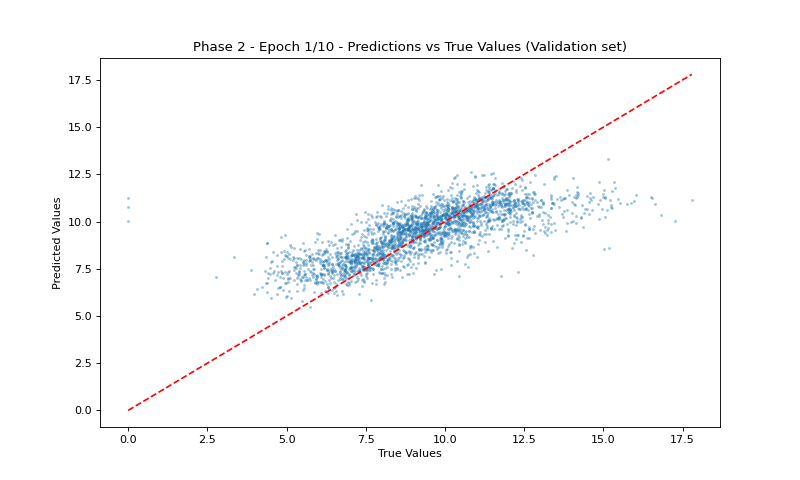 Phase 2 - Epoch 1/10 - Predictions vs True Values (Validation set)
Predicted Values
17.5
15.0
12.5
10.0
7.5
5.0
2.5
0.0
0.0 2.5 5.0 7.5 10.0 12.5 15.0 17.5
True Values